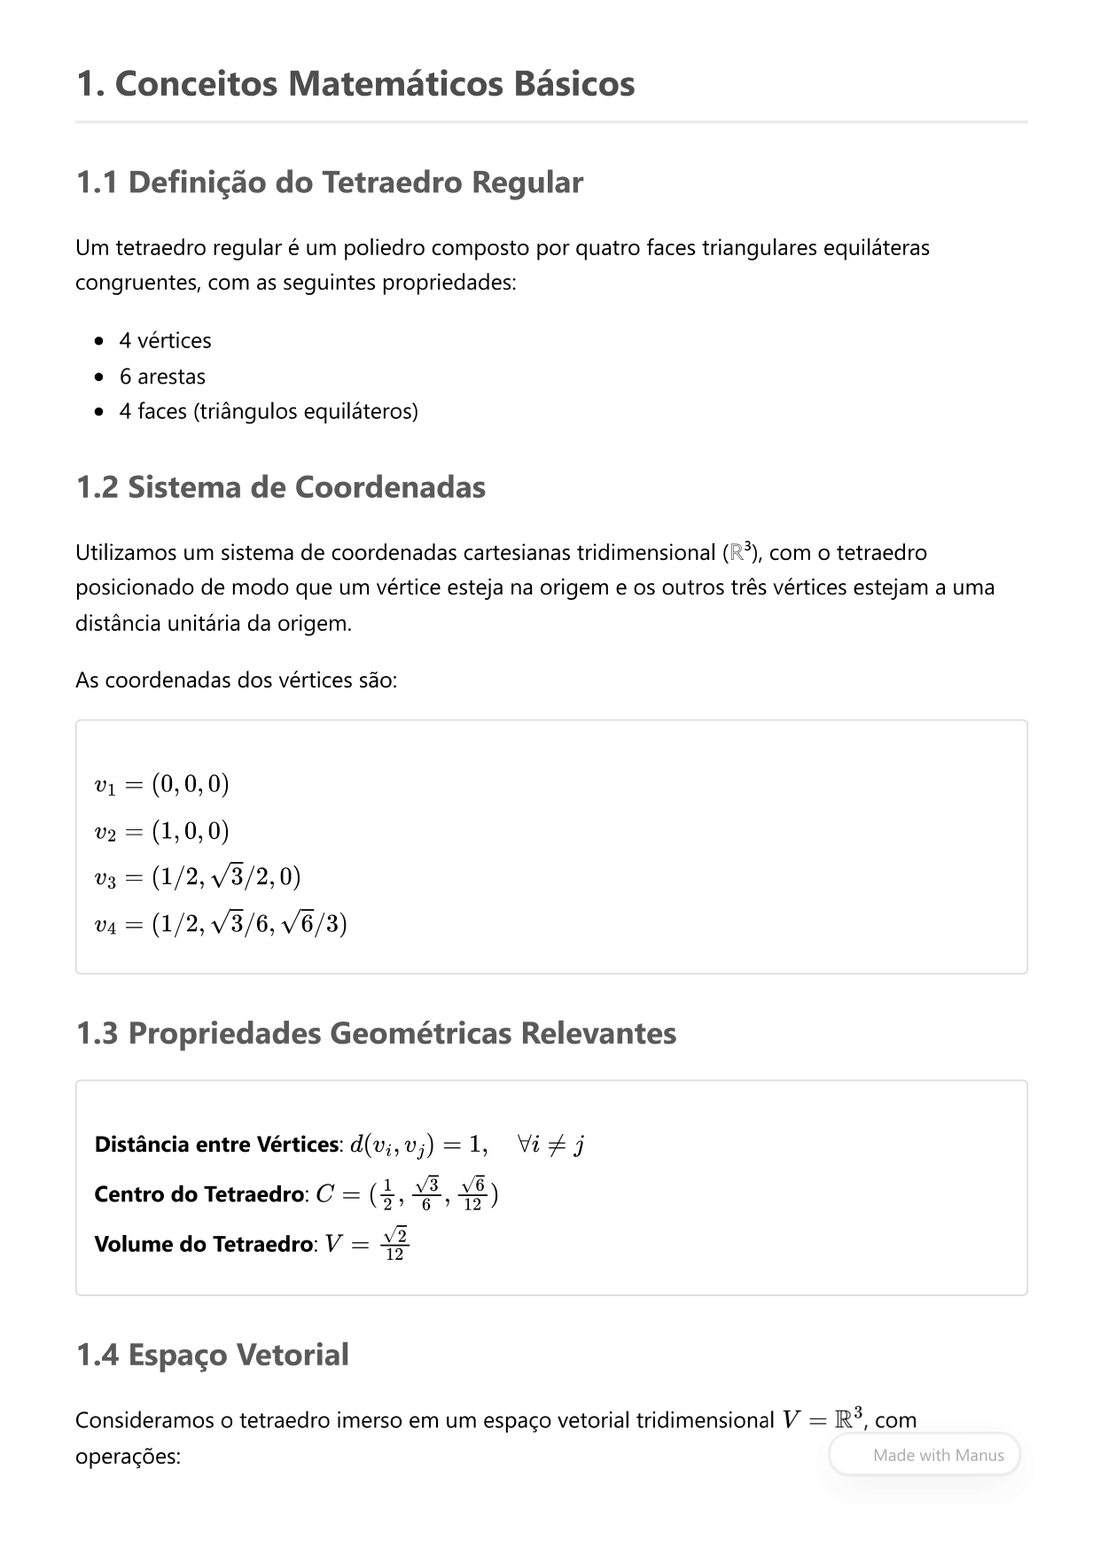 1. Conceitos Matemáticos Básicos
1.1 Definição do Tetraedro Regular
Um tetraedro regular é um poliedro composto por quatro faces triangulares equiláteras
congruentes, com as seguintes propriedades:
• 4 vértices
• 6 arestas
• 4 faces (triângulos equiláteros)
1.2 Sistema de Coordenadas
Utilizamos um sistema de coordenadas cartesianas tridimensional (ℝ³), com o tetraedro
posicionado de modo que um vértice esteja na origem e os outros três vértices estejam a uma
distância unitária da origem.
As coordenadas dos vértices são:
v₁ = (0, 0, 0)
v₂ = (1, 0, 0)
v₃ = (1/2, √3/2, 0)
v₄ = (1/2, √3/6, √6/3)
1.3 Propriedades Geométricas Relevantes
Distância entre Vértices: d(vᵢ, vⱼ) = 1, ∀i ≠ j
Centro do Tetraedro: C = (1/2, √3/6, √6/12)
Volume do Tetraedro: V = √2/12
1.4 Espaço Vetorial
Consideramos o tetraedro imerso em um espaço vetorial tridimensional V = ℝ³, com
operações:
Made with Manus